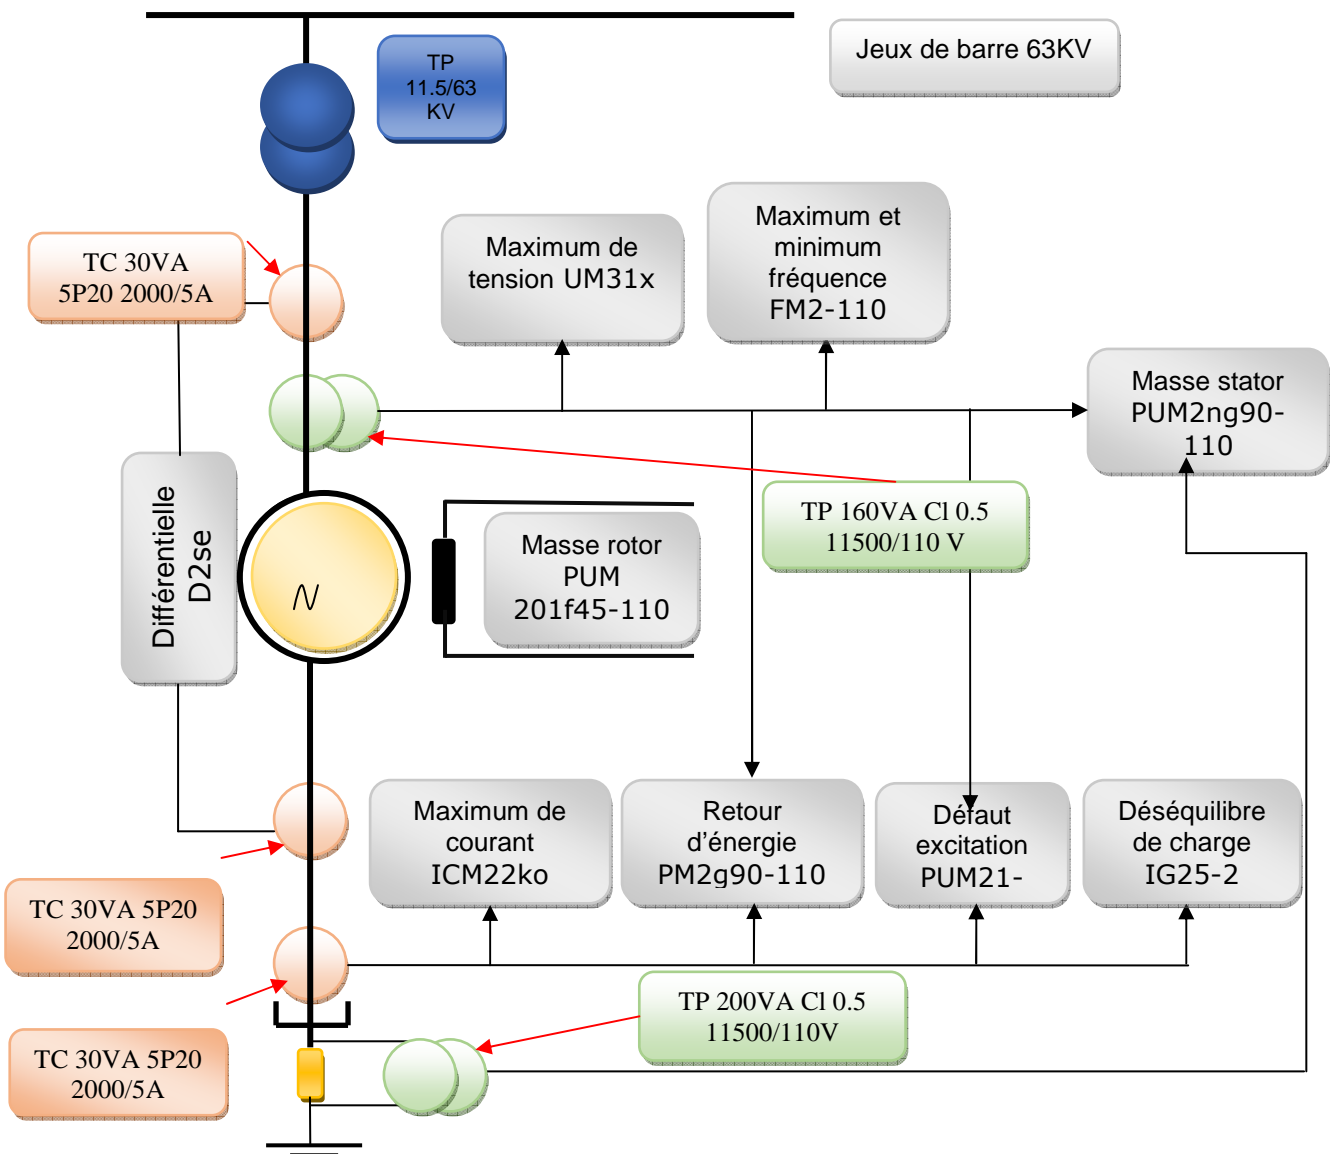 TP
11.5/63
KV
Jeux de barre 63KV
Maximum et
minimum
fréquence
FM2-110
Maximum de
tension UM31x
TC 30VA
5P20 2000/5A
Masse stator
PUM2ng90-
110
Différentielle
D2se
TP 160VA Cl 0.5
11500/110 V
Masse rotor
PUM
201f45-110
N
Maximum de
courant
ICM22ko
Retour
d’énergie
PM2g90-110
Défaut
excitation
PUM21-
Déséquilibre
de charge
IG25-2
TC 30VA 5P20
2000/5A
TP 200VA Cl 0.5
11500/110V
TC 30VA 5P20
2000/5A